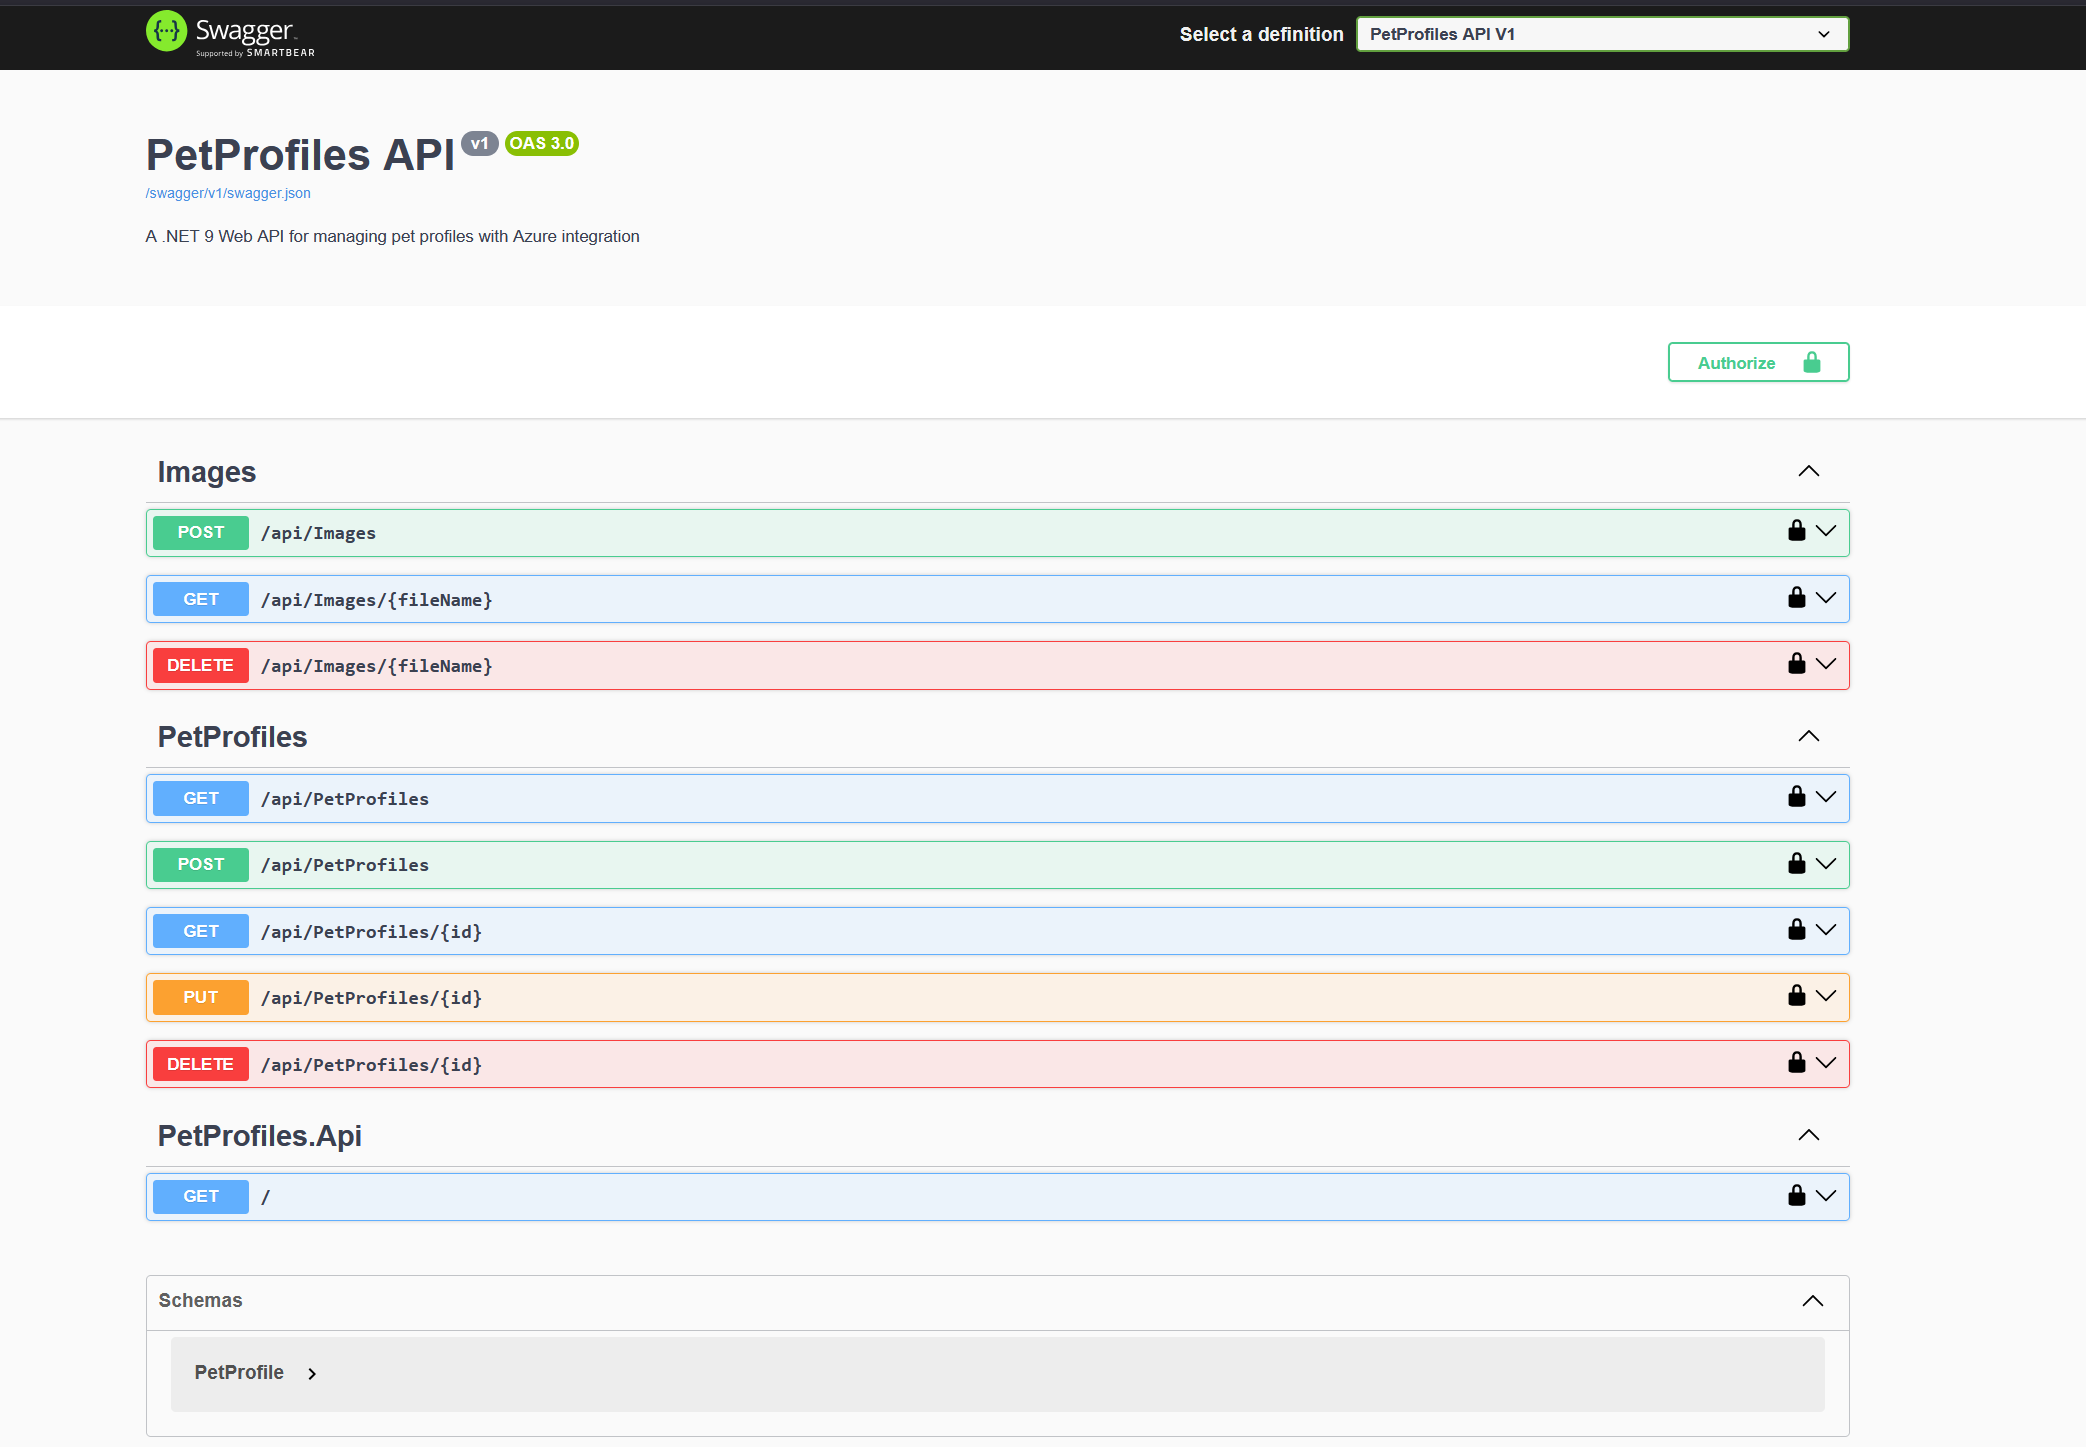 Swagger
Supported by SMARTBEAR
Select a definition
PetProfiles API V1
PetProfiles API v1 OAS 3.0
/swagger/v1/swagger.json
A .NET 9 Web API for managing pet profiles with Azure integration
Authorize
Images
POST /api/Images
GET /api/Images/{fileName}
DELETE /api/Images/{fileName}
PetProfiles
GET /api/PetProfiles
POST /api/PetProfiles
GET /api/PetProfiles/{id}
PUT /api/PetProfiles/{id}
DELETE /api/PetProfiles/{id}
PetProfiles.Api
GET /
Schemas
PetProfile